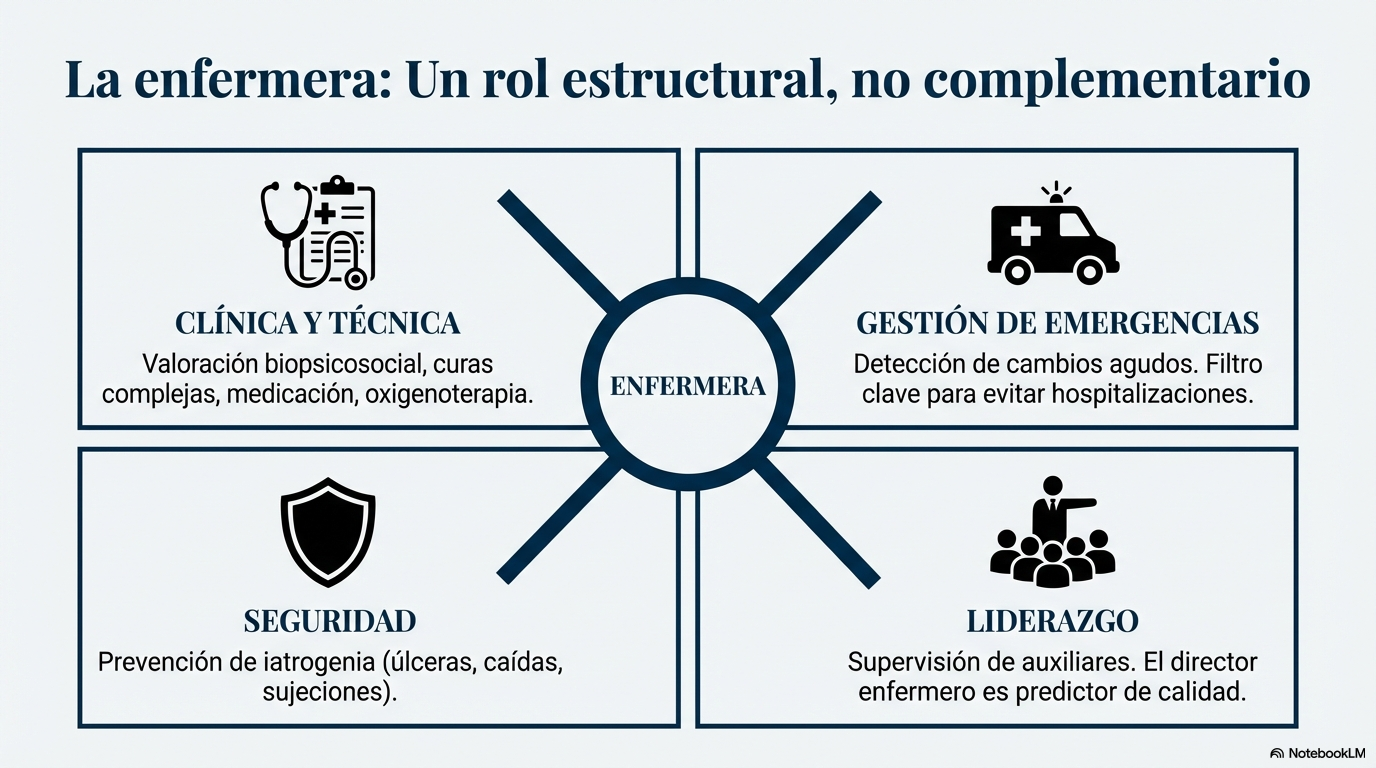 La enfermera: Un rol estructural, no complementario
CLÍNICA Y TÉCNICA
Valoración biopsicosocial, curas
complejas, medicación, oxigenoterapia.
GESTIÓN DE EMERGENCIAS
Detección de cambios agudos. Filtro
clave para evitar hospitalizaciones.
ENFERMERA
SEGURIDAD
Prevención de iatrogenia (úlceras, caídas,
sujeciones).
LIDERAZGO
Supervisión de auxiliares. El director
enfermero es predictor de calidad.
NotebookLM